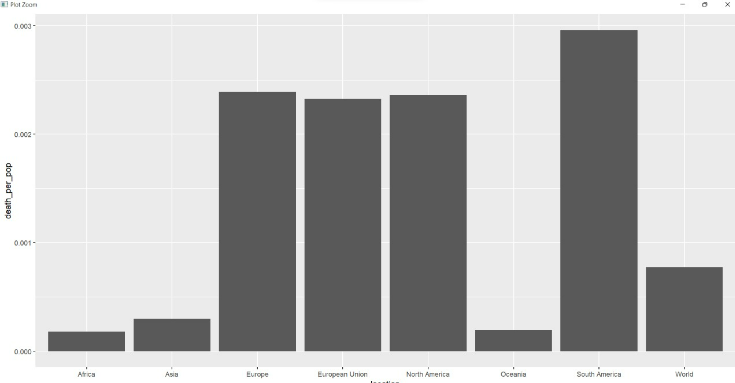 Plot Zoom
0.003
0.002
0.001
0.000
death_per_pop
Africa Asia Europe European Union North America Oceania South America World
location